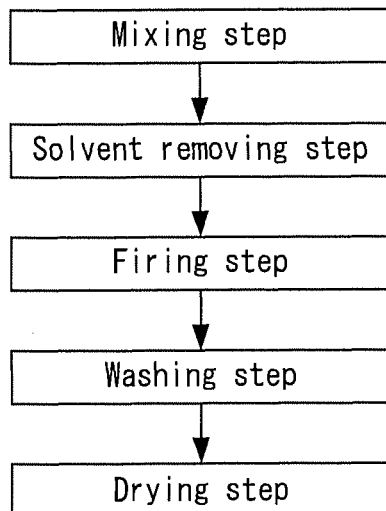 Mixing step
Solvent removing step
Firing step
Washing step
Drying step